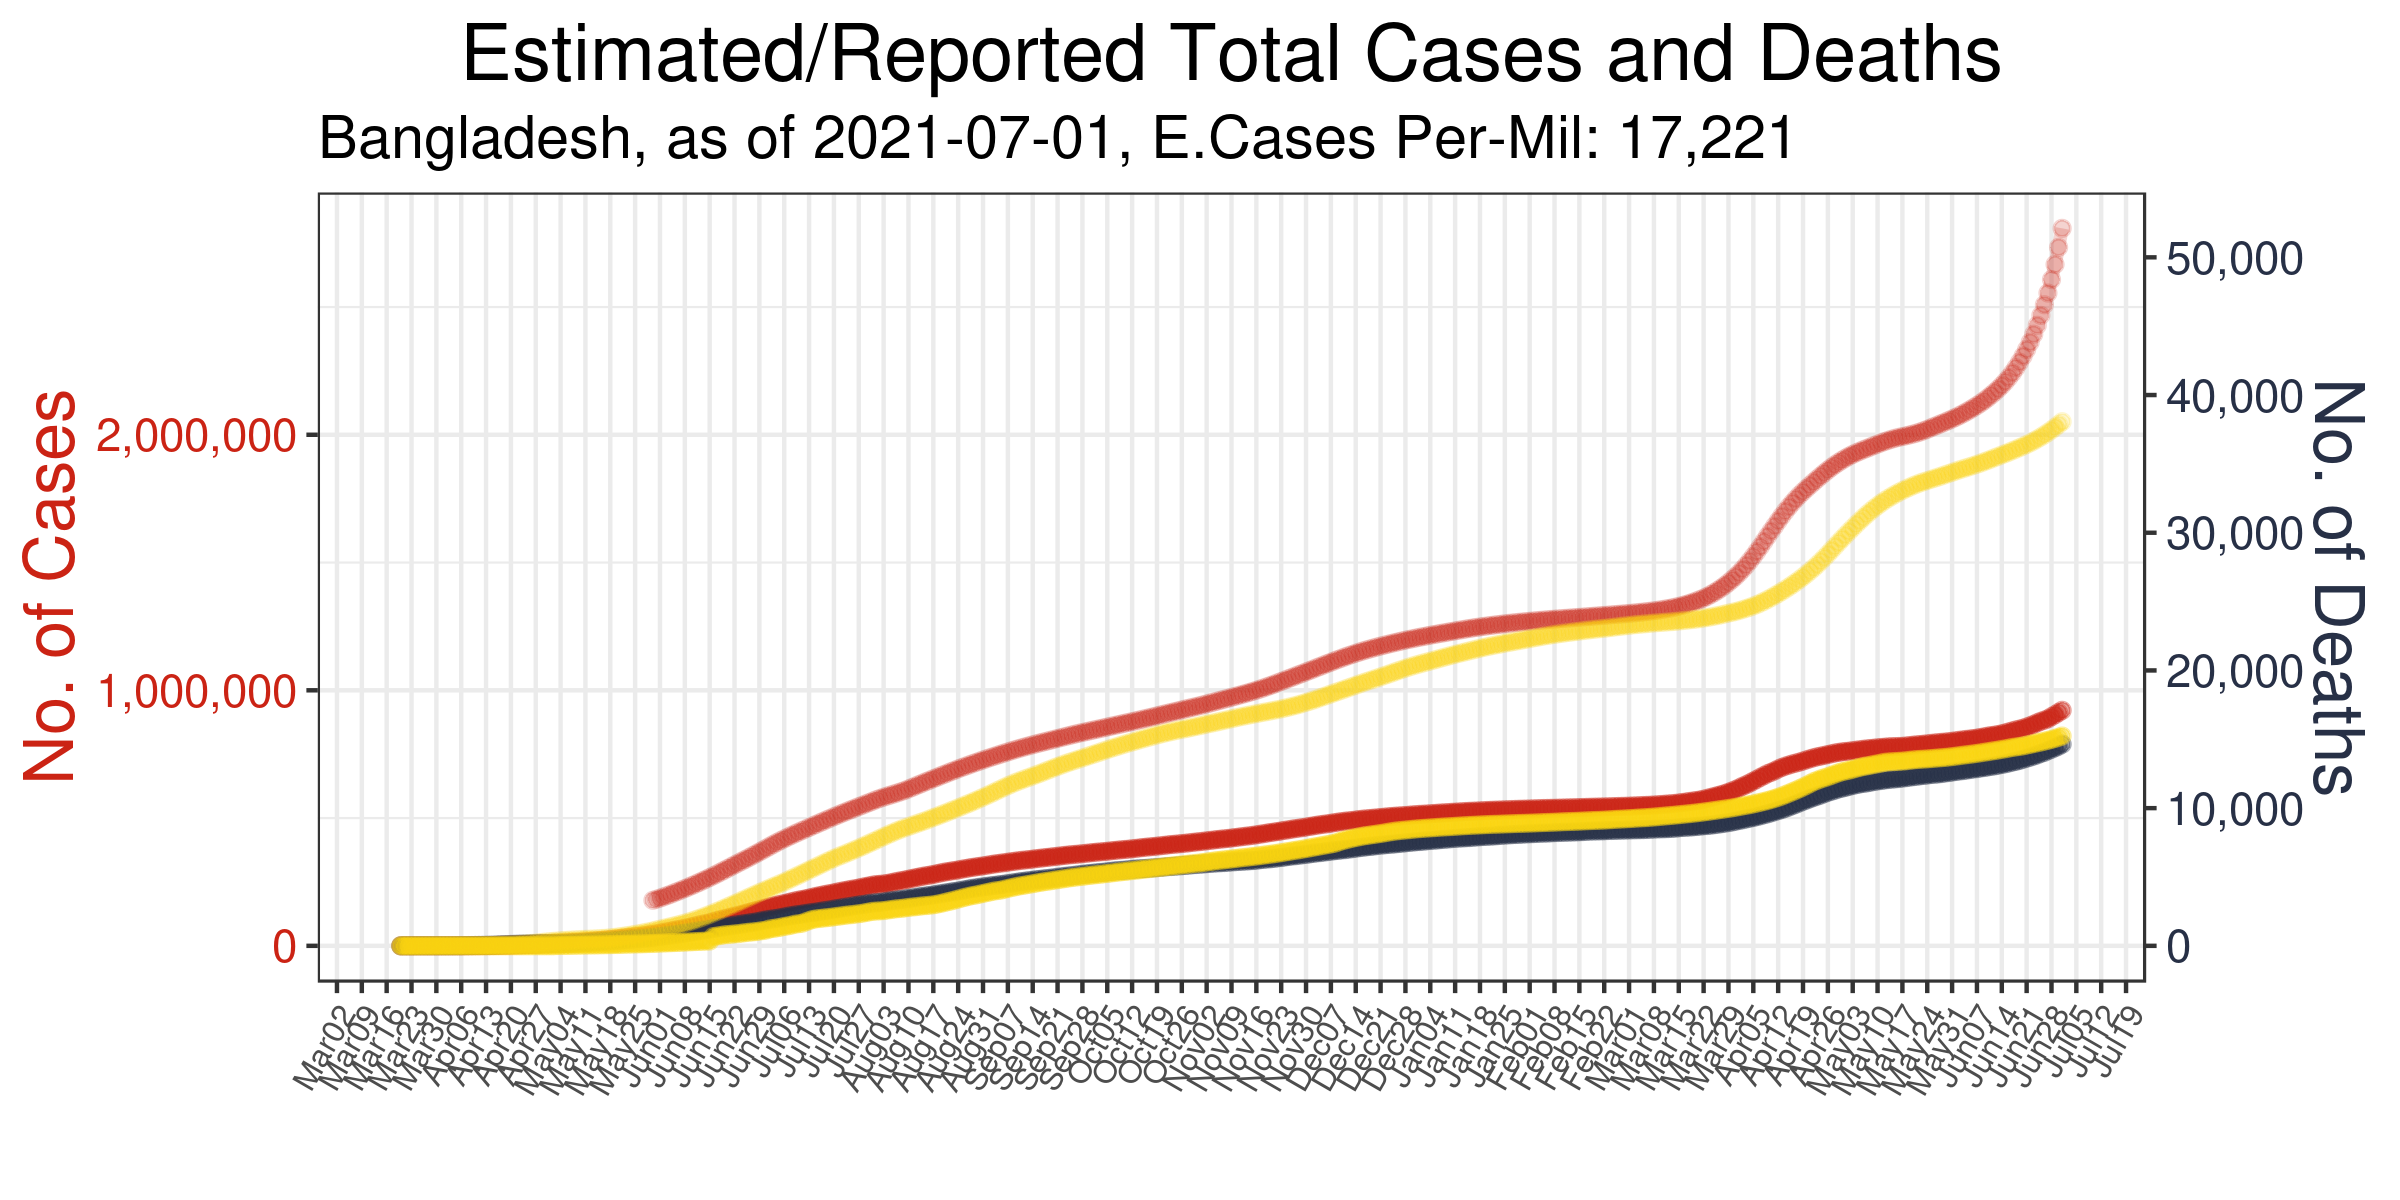 Estimated/Reported Total Cases and Deaths
Bangladesh, as of 2021-07-01, E.Cases Per-Mil: 17,221
No. of Cases
2,000,000
1,000,000
0
50,000
40,000
30,000
20,000
10,000
0
No. of Deaths
Mar02
Mar09
Mar16
Mar23
Mar30
Apr06
Apr13
Apr20
Apr27
May04
May11
May18
May25
Jun01
Jun08
Jun15
Jun22
Jun29
Jul06
Jul13
Jul20
Jul27
Aug03
Aug10
Aug17
Aug24
Aug31
Sep07
Sep14
Sep21
Sep28
Oct05
Oct12
Oct19
Oct26
Nov02
Nov09
Nov16
Nov23
Nov30
Dec07
Dec14
Dec21
Dec28
Jan04
Jan11
Jan18
Jan25
Feb01
Feb08
Feb15
Feb22
Mar01
Mar08
Mar15
Mar22
Mar29
Apr05
Apr12
Apr19
Apr26
May03
May10
May17
May24
May31
Jun07
Jun14
Jun21
Jun28
Jul05
Jul12
Jul19